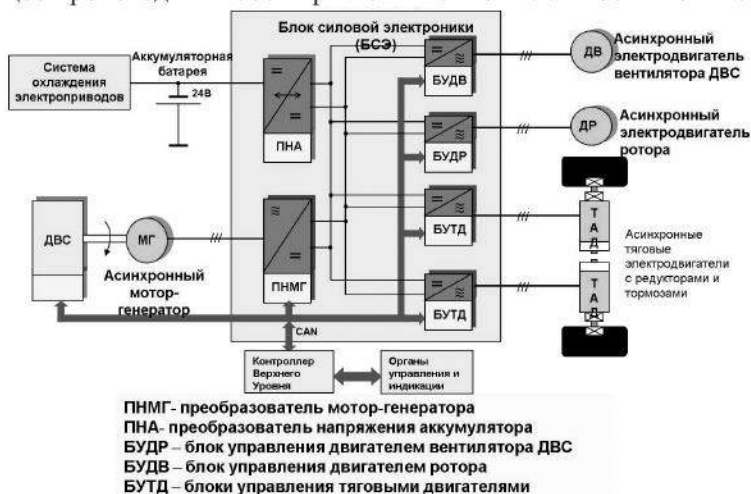 Блок силовой электроники
(БСЭ)
Система
охлаждения
электроприводов
Аккумуляторная
батарея
24В
ПНА
БУДВ
ДВ
Асинхронный
электродвигатель
вентилятора ДВС
БУДР
ДР
Асинхронный
электродвигатель
ротора
ДВС
МГ
Асинхронный
мотор-
генератор
ПНМГ
БУТД
БУТД
ТАД
ТАД
Асинхронные
тяговые
электродвигатели
с редукторами и
тормозами
CAN
Контроллер
Верхнего
Уровня
Органы
управления и
индикации
ПНМГ- преобразователь мотор-генератора
ПНА- преобразователь напряжения аккумулятора
БУДР – блок управления двигателем вентилятора ДВС
БУДВ – блок управления двигателем ротора
БУТД – блоки управления тяговыми двигателями